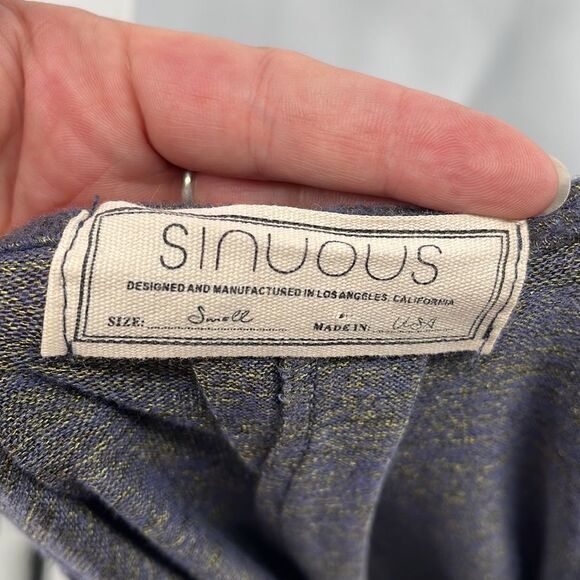 SINUOUS
DESIGNED AND MANUFACTURED IN LOS ANGELES, CALIFORNIA
SIZE: Small MADE IN: USA